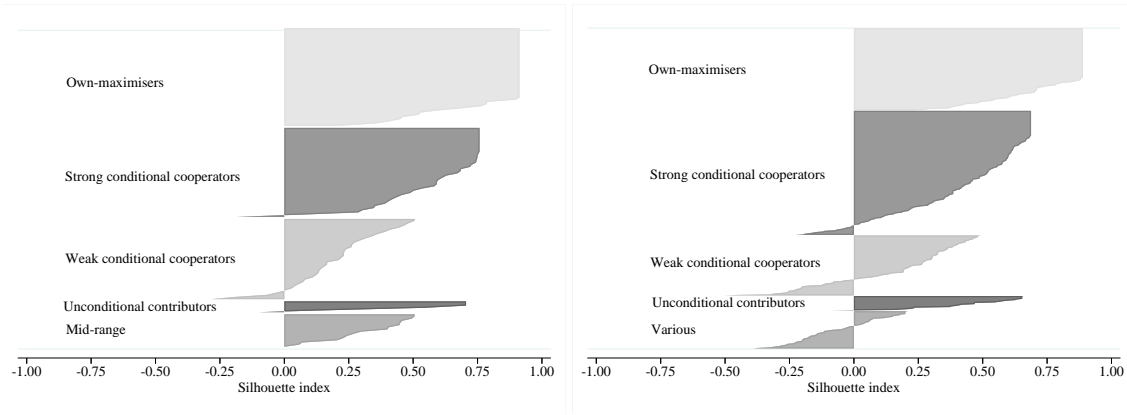 Own-maximisers
Strong conditional cooperators
Weak conditional cooperators
Unconditional contributors
Mid-range
-1.00 -0.75 -0.50 -0.25 0.00 0.25 0.50 0.75 1.00
Silhouette index
Own-maximisers
Strong conditional cooperators
Weak conditional cooperators
Unconditional contributors
Various
-1.00 -0.75 -0.50 -0.25 0.00 0.25 0.50 0.75 1.00
Silhouette index